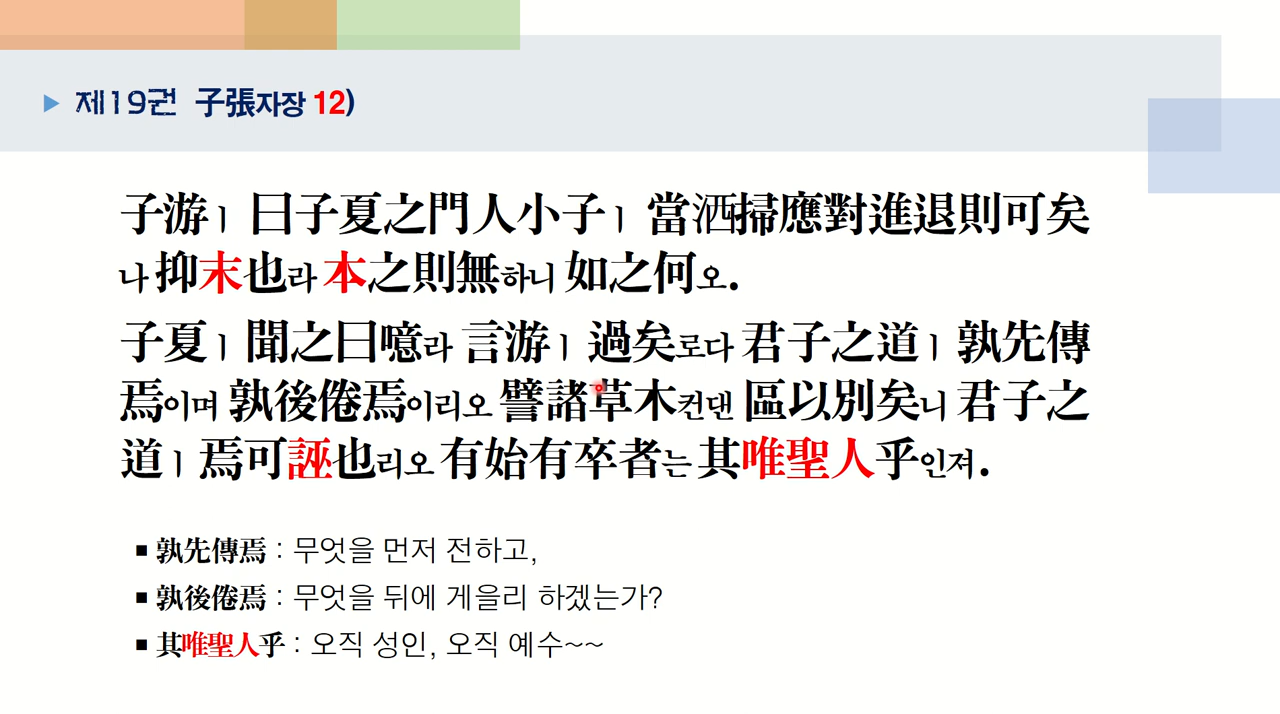 ▶ 제19권 子張자장 12)
子游ㅣ 曰子夏之門人小子ㅣ 當洒掃應對進退則可矣
나 抑末也라 本之則無하니 如之何오.
子夏ㅣ 聞之曰噫라 言游ㅣ 過矣로다 君子之道ㅣ 孰先傳
焉이며 孰後倦焉이리오 譬諸草木컨댄 區以別矣니 君子之
道ㅣ 焉可誣也리오 有始有卒者는 其唯聖人乎인져.
▪ 孰先傳焉 : 무엇을 먼저 전하고,
▪ 孰後倦焉 : 무엇을 뒤에 게을리 하겠는가?
▪ 其唯聖人乎 : 오직 성인, 오직 예수~~